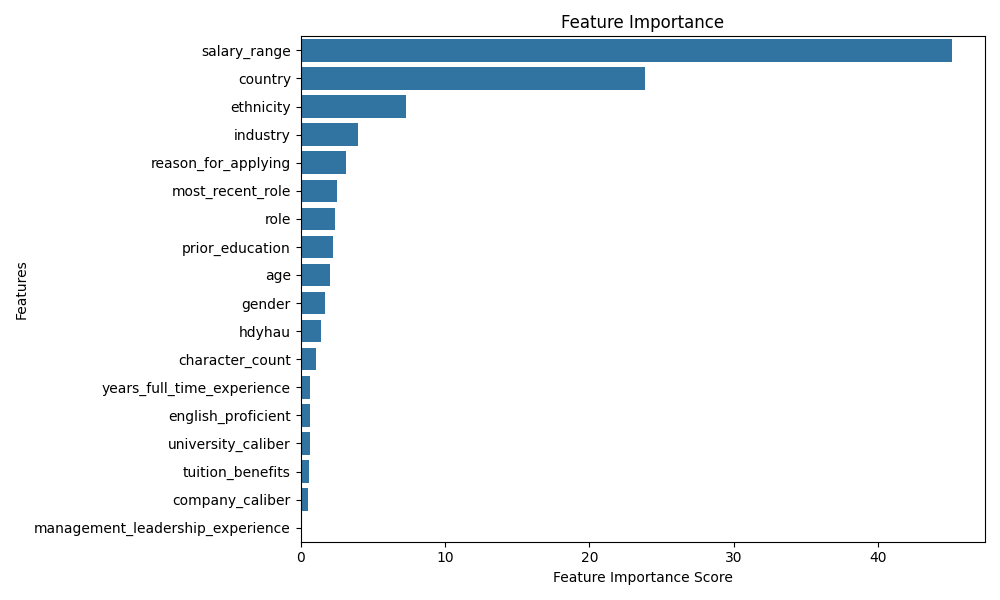 Feature Importance
salary_range
country
ethnicity
industry
reason_for_applying
most_recent_role
role
prior_education
age
gender
hdyhau
character_count
years_full_time_experience
english_proficient
university_caliber
tuition_benefits
company_caliber
management_leadership_experience
Features
0 10 20 30 40
Feature Importance Score